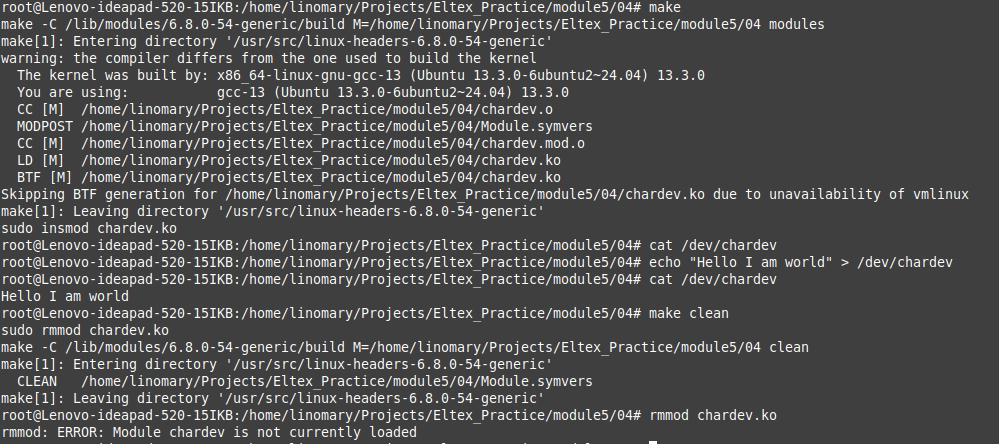 root@Lenovo-ideapad-520-15IKB:/home/linomary/Projects/Eltex_Practice/module5/04# make
make -C /lib/modules/6.8.0-54-generic/build M=/home/linomary/Projects/Eltex_Practice/module5/04 modules
make[1]: Entering directory '/usr/src/linux-headers-6.8.0-54-generic'
warning: the compiler differs from the one used to build the kernel
  The kernel was built by: x86_64-linux-gnu-gcc-13 (Ubuntu 13.3.0-6ubuntu2~24.04) 13.3.0
  You are using:           gcc-13 (Ubuntu 13.3.0-6ubuntu2~24.04) 13.3.0
  CC [M]  /home/linomary/Projects/Eltex_Practice/module5/04/chardev.o
  MODPOST /home/linomary/Projects/Eltex_Practice/module5/04/Module.symvers
  CC [M]  /home/linomary/Projects/Eltex_Practice/module5/04/chardev.mod.o
  LD [M]  /home/linomary/Projects/Eltex_Practice/module5/04/chardev.ko
  BTF [M] /home/linomary/Projects/Eltex_Practice/module5/04/chardev.ko
Skipping BTF generation for /home/linomary/Projects/Eltex_Practice/module5/04/chardev.ko due to unavailability of vmlinux
make[1]: Leaving directory '/usr/src/linux-headers-6.8.0-54-generic'
sudo insmod chardev.ko
root@Lenovo-ideapad-520-15IKB:/home/linomary/Projects/Eltex_Practice/module5/04# cat /dev/chardev
root@Lenovo-ideapad-520-15IKB:/home/linomary/Projects/Eltex_Practice/module5/04# echo "Hello I am world" > /dev/chardev
root@Lenovo-ideapad-520-15IKB:/home/linomary/Projects/Eltex_Practice/module5/04# cat /dev/chardev
Hello I am world
root@Lenovo-ideapad-520-15IKB:/home/linomary/Projects/Eltex_Practice/module5/04# make clean
sudo rmmod chardev.ko
make -C /lib/modules/6.8.0-54-generic/build M=/home/linomary/Projects/Eltex_Practice/module5/04 clean
make[1]: Entering directory '/usr/src/linux-headers-6.8.0-54-generic'
  CLEAN   /home/linomary/Projects/Eltex_Practice/module5/04/Module.symvers
make[1]: Leaving directory '/usr/src/linux-headers-6.8.0-54-generic'
root@Lenovo-ideapad-520-15IKB:/home/linomary/Projects/Eltex_Practice/module5/04# rmmod chardev.ko
rmmod: ERROR: Module chardev is not currently loaded